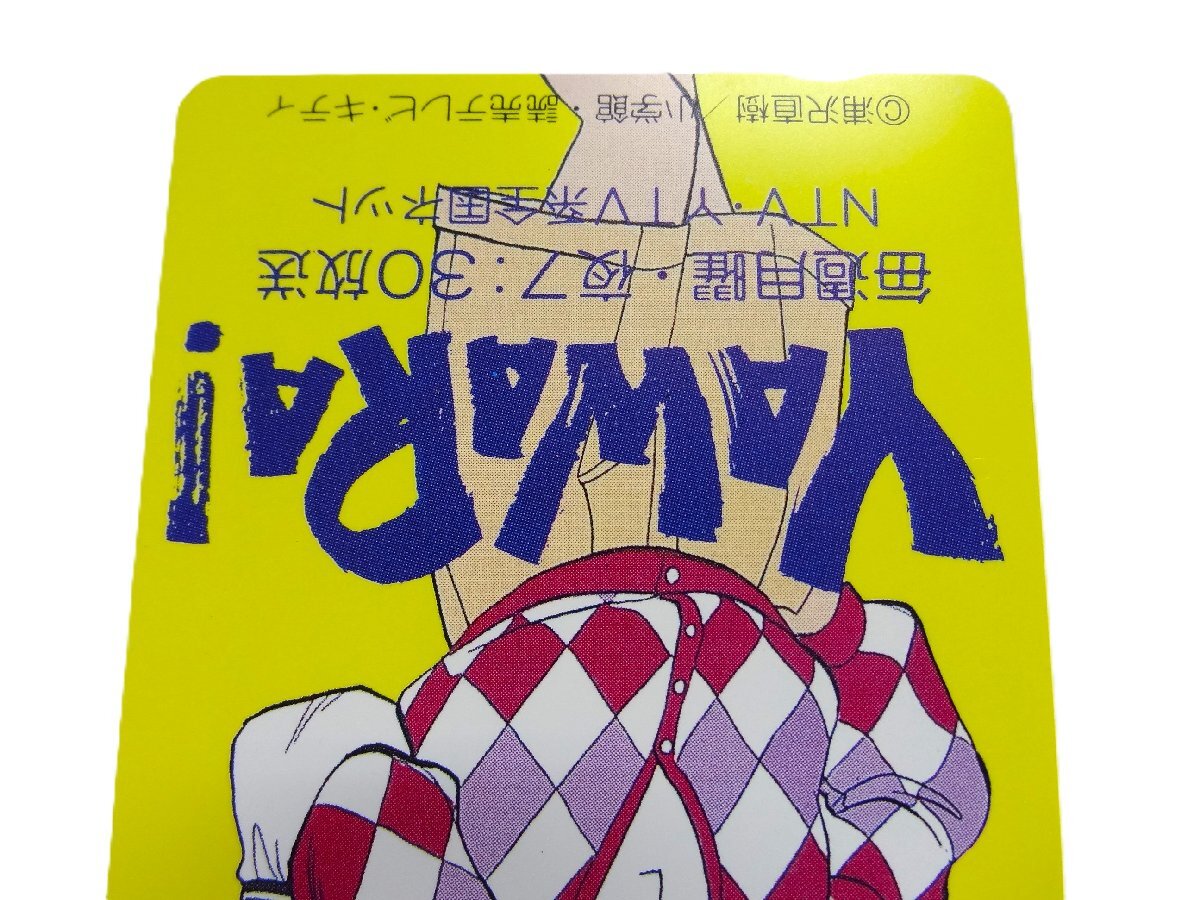 YAWARA!
毎週月曜・夜7:30放送
NTV・YTV系全国ネット
©浦沢直樹／小学館・読売テレビ・キティ